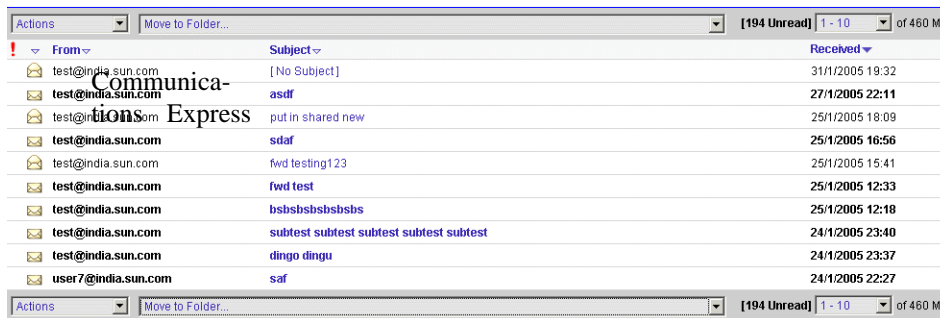 Actions Move to Folder... [194 Unread] 1 - 10 of 460 M
! From Subject Received
test@india.sun.com [ No Subject ] 31/1/2005 19:32
Communica-
test@india.sun.com asdf 27/1/2005 22:11
test@india.sun.com put in shared new 25/1/2005 18:09
tions Express
test@india.sun.com sdaf 25/1/2005 16:56
test@india.sun.com fwd testing123 25/1/2005 15:41
test@india.sun.com fwd test 25/1/2005 12:33
test@india.sun.com bsbsbsbsbsbsbs 25/1/2005 12:18
test@india.sun.com subtest subtest subtest subtest subtest 24/1/2005 23:40
test@india.sun.com dingo dingu 24/1/2005 23:37
user7@india.sun.com saf 24/1/2005 22:27
Actions Move to Folder... [194 Unread] 1 - 10 of 460 M